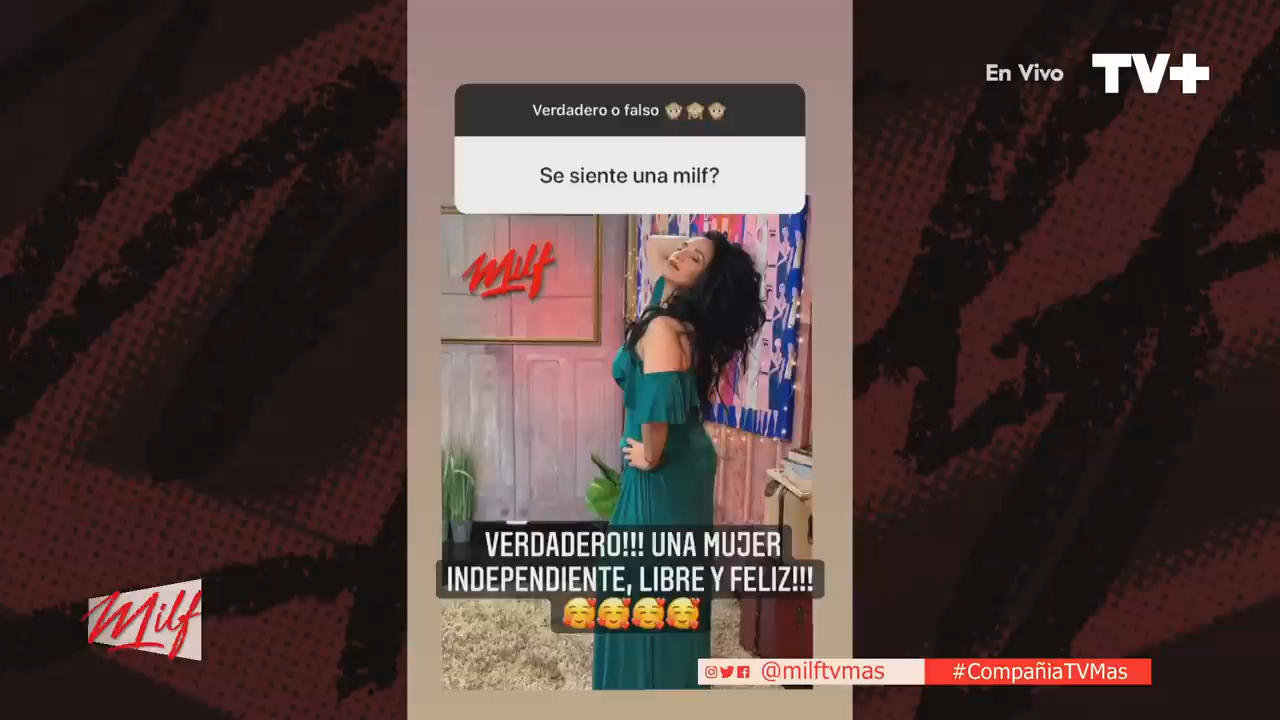 En Vivo TV+
Verdadero o falso 🙊🙈🙊
Se siente una milf?
Milf
VERDADERO!!! UNA MUJER
INDEPENDIENTE, LIBRE Y FELIZ!!!
🥰🥰🥰🥰
Milf
@milftvmas #CompañiaTVMas